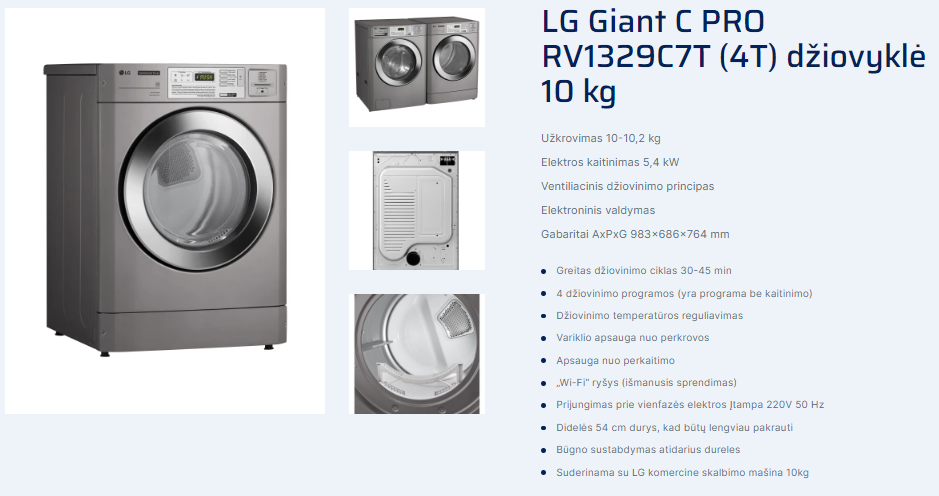 LG Giant C PRO
RV1329C7T (4T) džiovyklė
10 kg
Užkrovimas 10-10,2 kg
Elektros kaitinimas 5,4 kW
Ventiliacinis džiovinimo principas
Elektroninis valdymas
Gabaritai AxPxG 983×686×764 mm
Greitas džiovinimo ciklas 30-45 min
4 džiovinimo programos (yra programa be kaitinimo)
Džiovinimo temperatūros reguliavimas
Variklio apsauga nuo perkrovos
Apsauga nuo perkaitimo
„Wi-Fi“ ryšys (išmanusis sprendimas)
Prijungimas prie vienfazės elektros Įtampa 220V 50 Hz
Didelės 54 cm durys, kad būtų lengviau pakrauti
Būgno sustabdymas atidarius dureles
Suderinama su LG komercine skalbimo mašina 10kg
LG